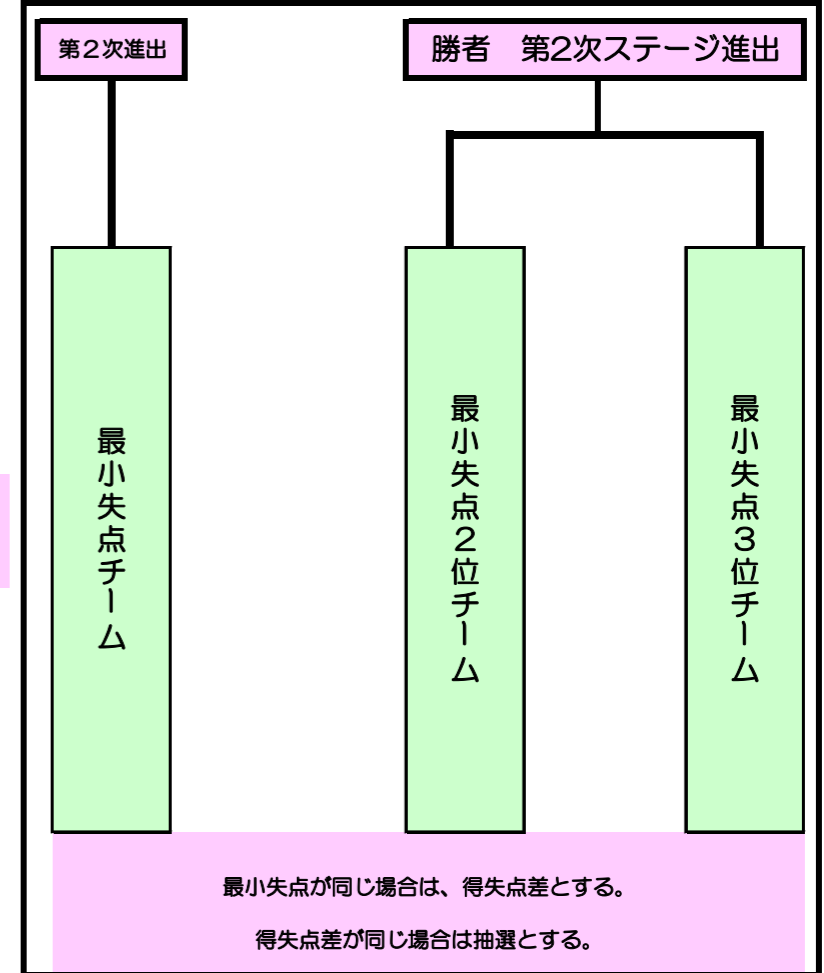 第２次進出
勝者　第2次ステージ進出
最小失点チーム
最小失点２位チーム
最小失点３位チーム
最小失点が同じ場合は、得失点差とする。
得失点差が同じ場合は抽選とする。